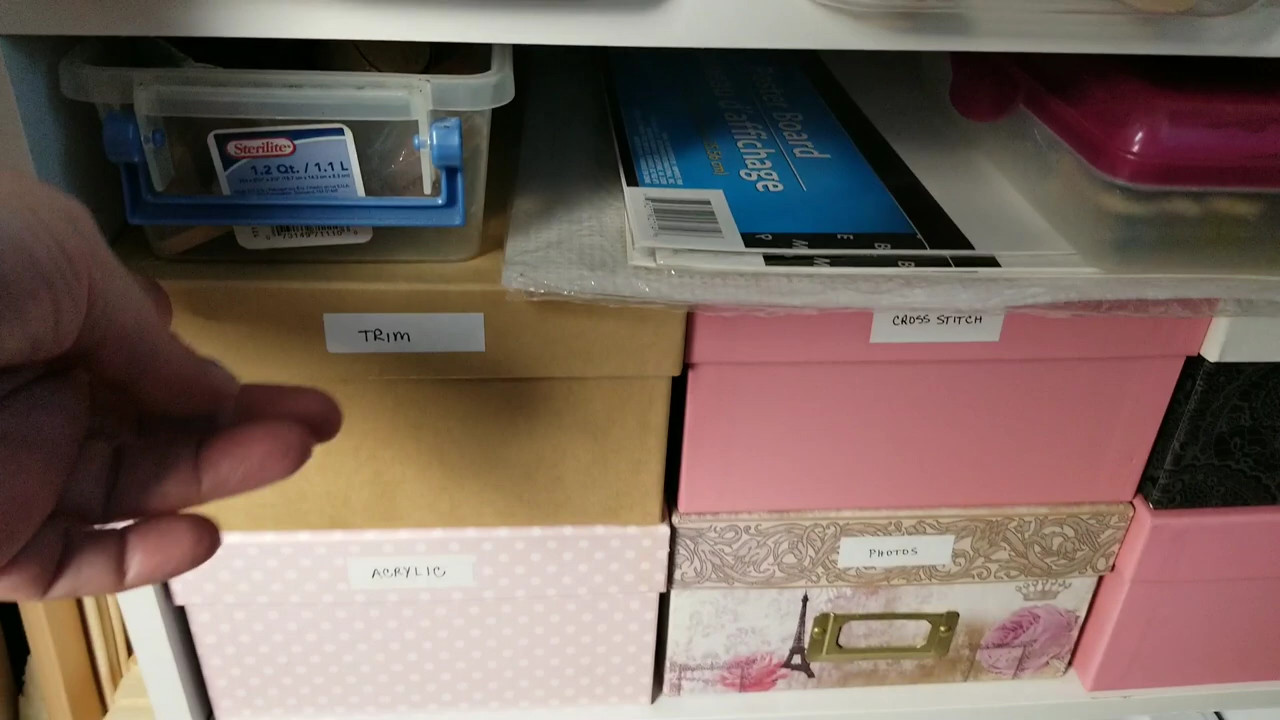 Sterilite
1.2 Qt. / 1.1 L
Poster Board
d'affichage
TRIM
CROSS STITCH
ACRYLIC
PHOTOS